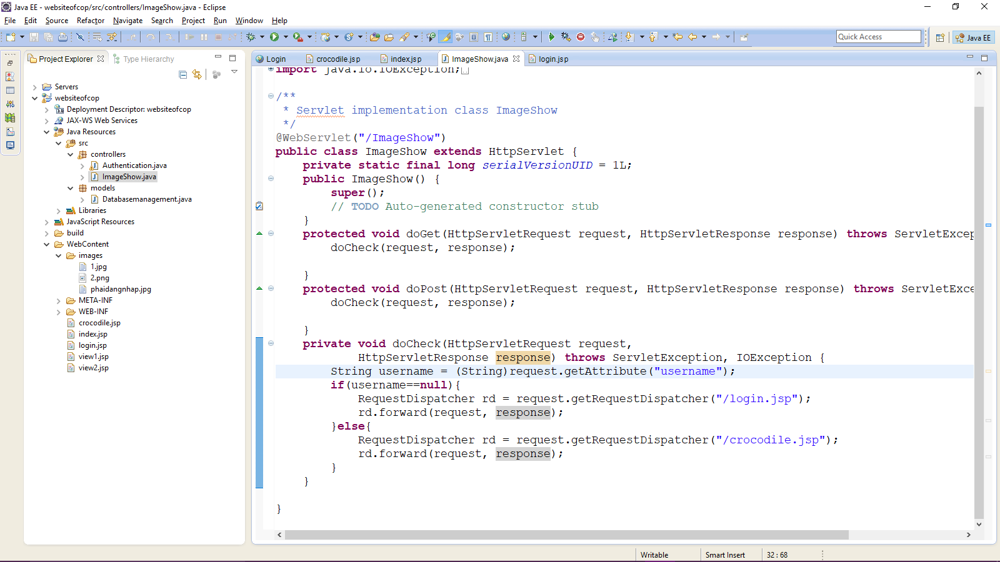 Java EE - websiteofcop/src/controllers/ImageShow.java - Eclipse
File Edit Source Refactor Navigate Search Project Run Window Help
Quick Access
Java EE
Project Explorer
Type Hierarchy
Servers
websiteofcop
Deployment Descriptor: websiteofcop
JAX-WS Web Services
Java Resources
src
controllers
Authentication.java
ImageShow.java
models
Databasemanagement.java
Libraries
JavaScript Resources
build
WebContent
images
1.jpg
2.png
phaidangnhap.jpg
META-INF
WEB-INF
crocodile.jsp
index.jsp
login.jsp
view1.jsp
view2.jsp
Login crocodile.jsp index.jsp ImageShow.java login.jsp
import java.io.IOException;
/**
* Servlet implementation class ImageShow
*/
@WebServlet("/ImageShow")
public class ImageShow extends HttpServlet {
private static final long serialVersionUID = 1L;
public ImageShow() {
super();
// TODO Auto-generated constructor stub
}
protected void doGet(HttpServletRequest request, HttpServletResponse response) throws ServletExcep
doCheck(request, response);
}
protected void doPost(HttpServletRequest request, HttpServletResponse response) throws ServletExce
doCheck(request, response);
}
private void doCheck(HttpServletRequest request,
HttpServletResponse response) throws ServletException, IOException {
String username = (String)request.getAttribute("username");
if(username==null){
RequestDispatcher rd = request.getRequestDispatcher("/login.jsp");
rd.forward(request, response);
}else{
RequestDispatcher rd = request.getRequestDispatcher("/crocodile.jsp");
rd.forward(request, response);
}
}
}
Writable
Smart Insert
32 : 68